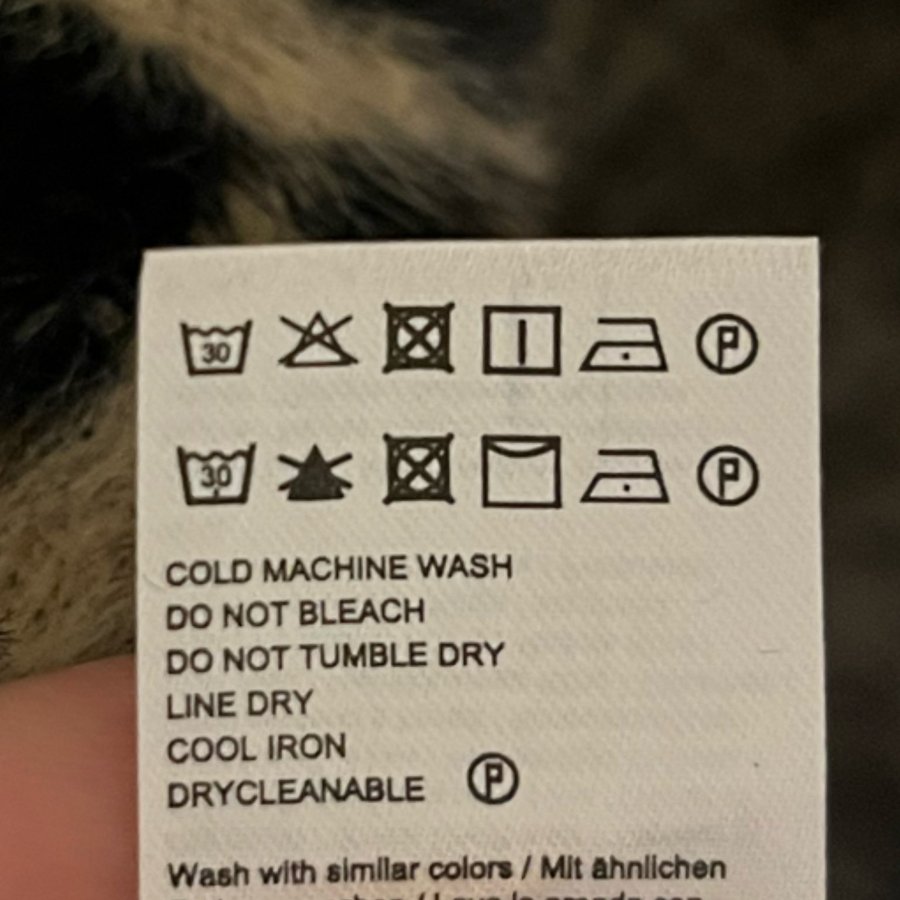 30 P
30 P
COLD MACHINE WASH
DO NOT BLEACH
DO NOT TUMBLE DRY
LINE DRY
COOL IRON
DRYCLEANABLE P
Wash with similar colors / Mit ähnlichen